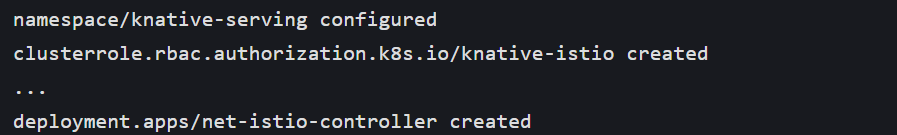 namespace/knative-serving configured
clusterrole.rbac.authorization.k8s.io/knative-istio created
...
deployment.apps/net-istio-controller created